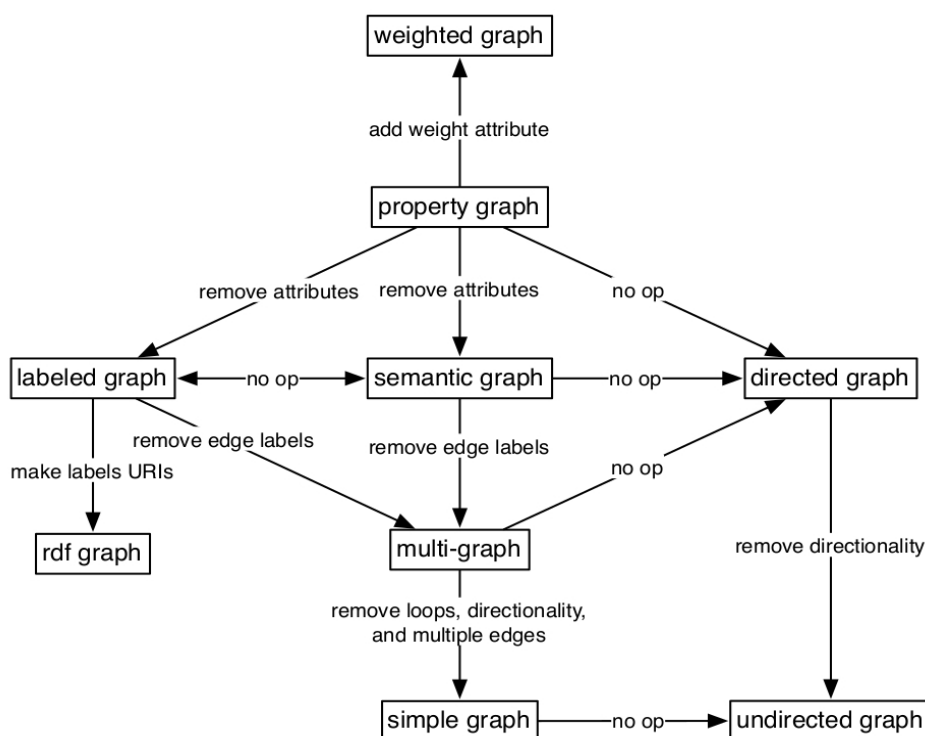 weighted graph
add weight attribute
property graph
remove attributes
remove attributes
no op
labeled graph
no op
semantic graph
no op
directed graph
remove edge labels
remove edge labels
make labels URIs
no op
rdf graph
multi-graph
remove directionality
remove loops, directionality,
and multiple edges
simple graph
no op
undirected graph